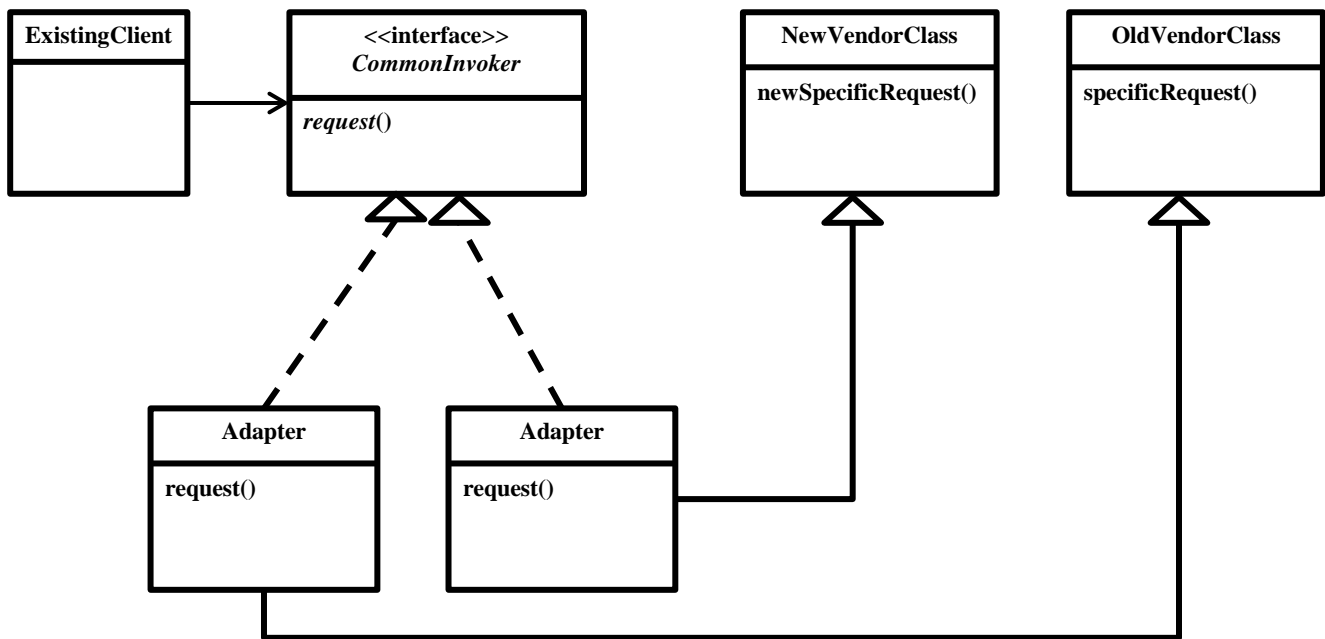 ExistingClient
<<interface>>
CommonInvoker
request()
NewVendorClass
newSpecificRequest()
OldVendorClass
specificRequest()
Adapter
request()
Adapter
request()